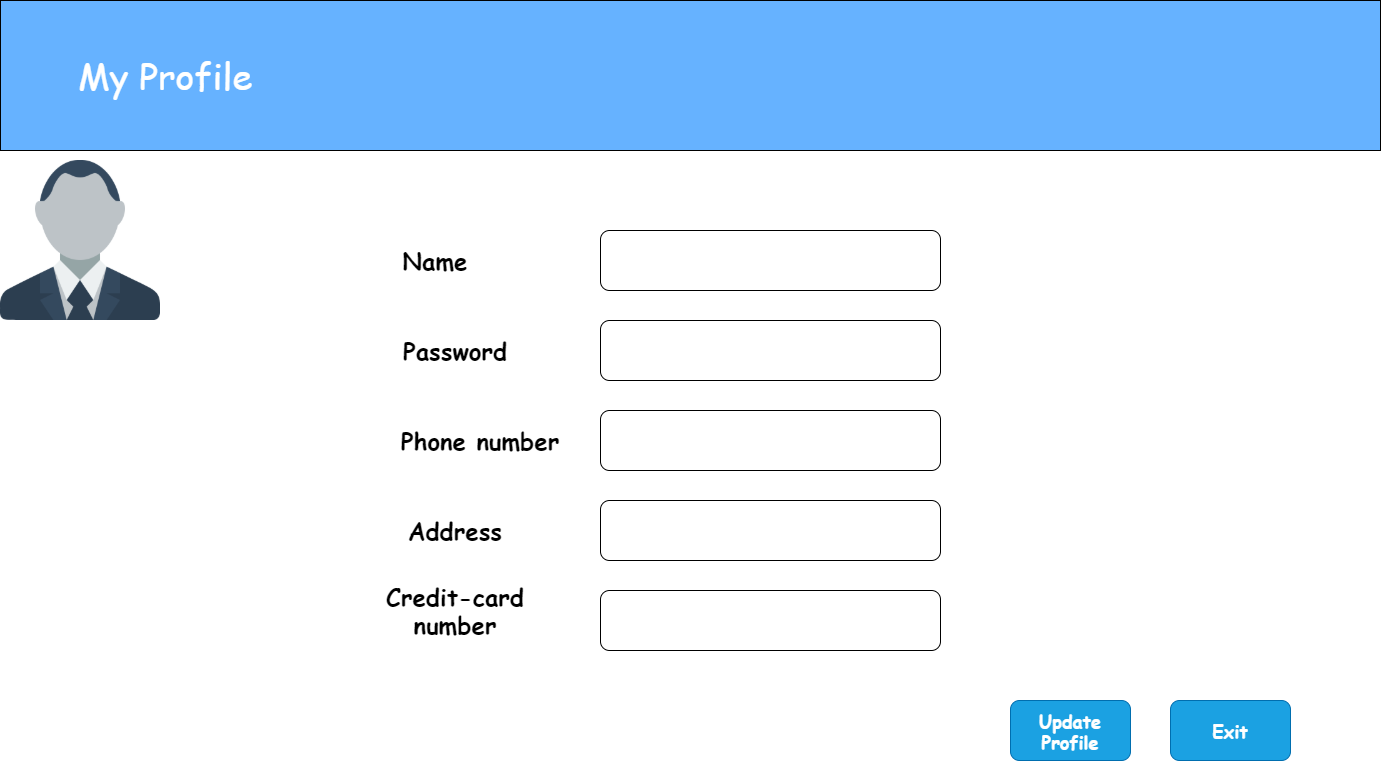 My Profile
Name
Password
Phone number
Address
Credit-card
number
Update
Profile
Exit